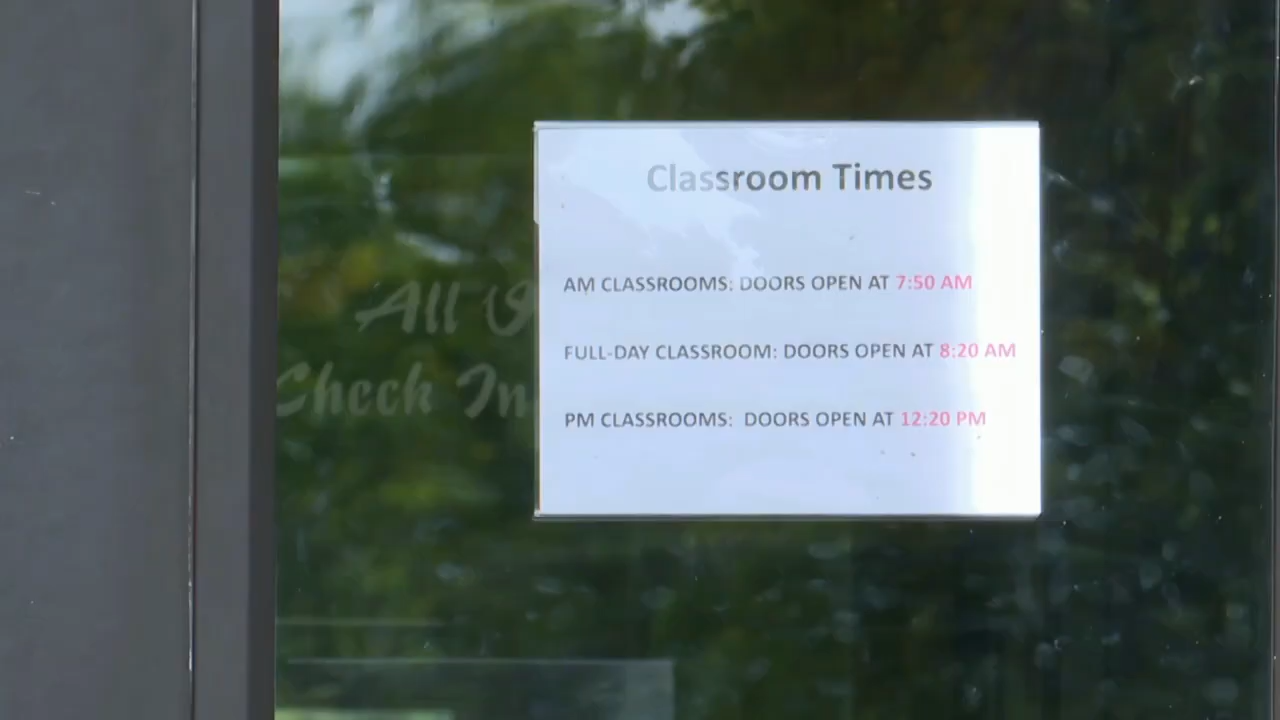 Classroom Times
AM CLASSROOMS: DOORS OPEN AT 7:50 AM
FULL-DAY CLASSROOM: DOORS OPEN AT 8:20 AM
PM CLASSROOMS: DOORS OPEN AT 12:20 PM
All
Check In